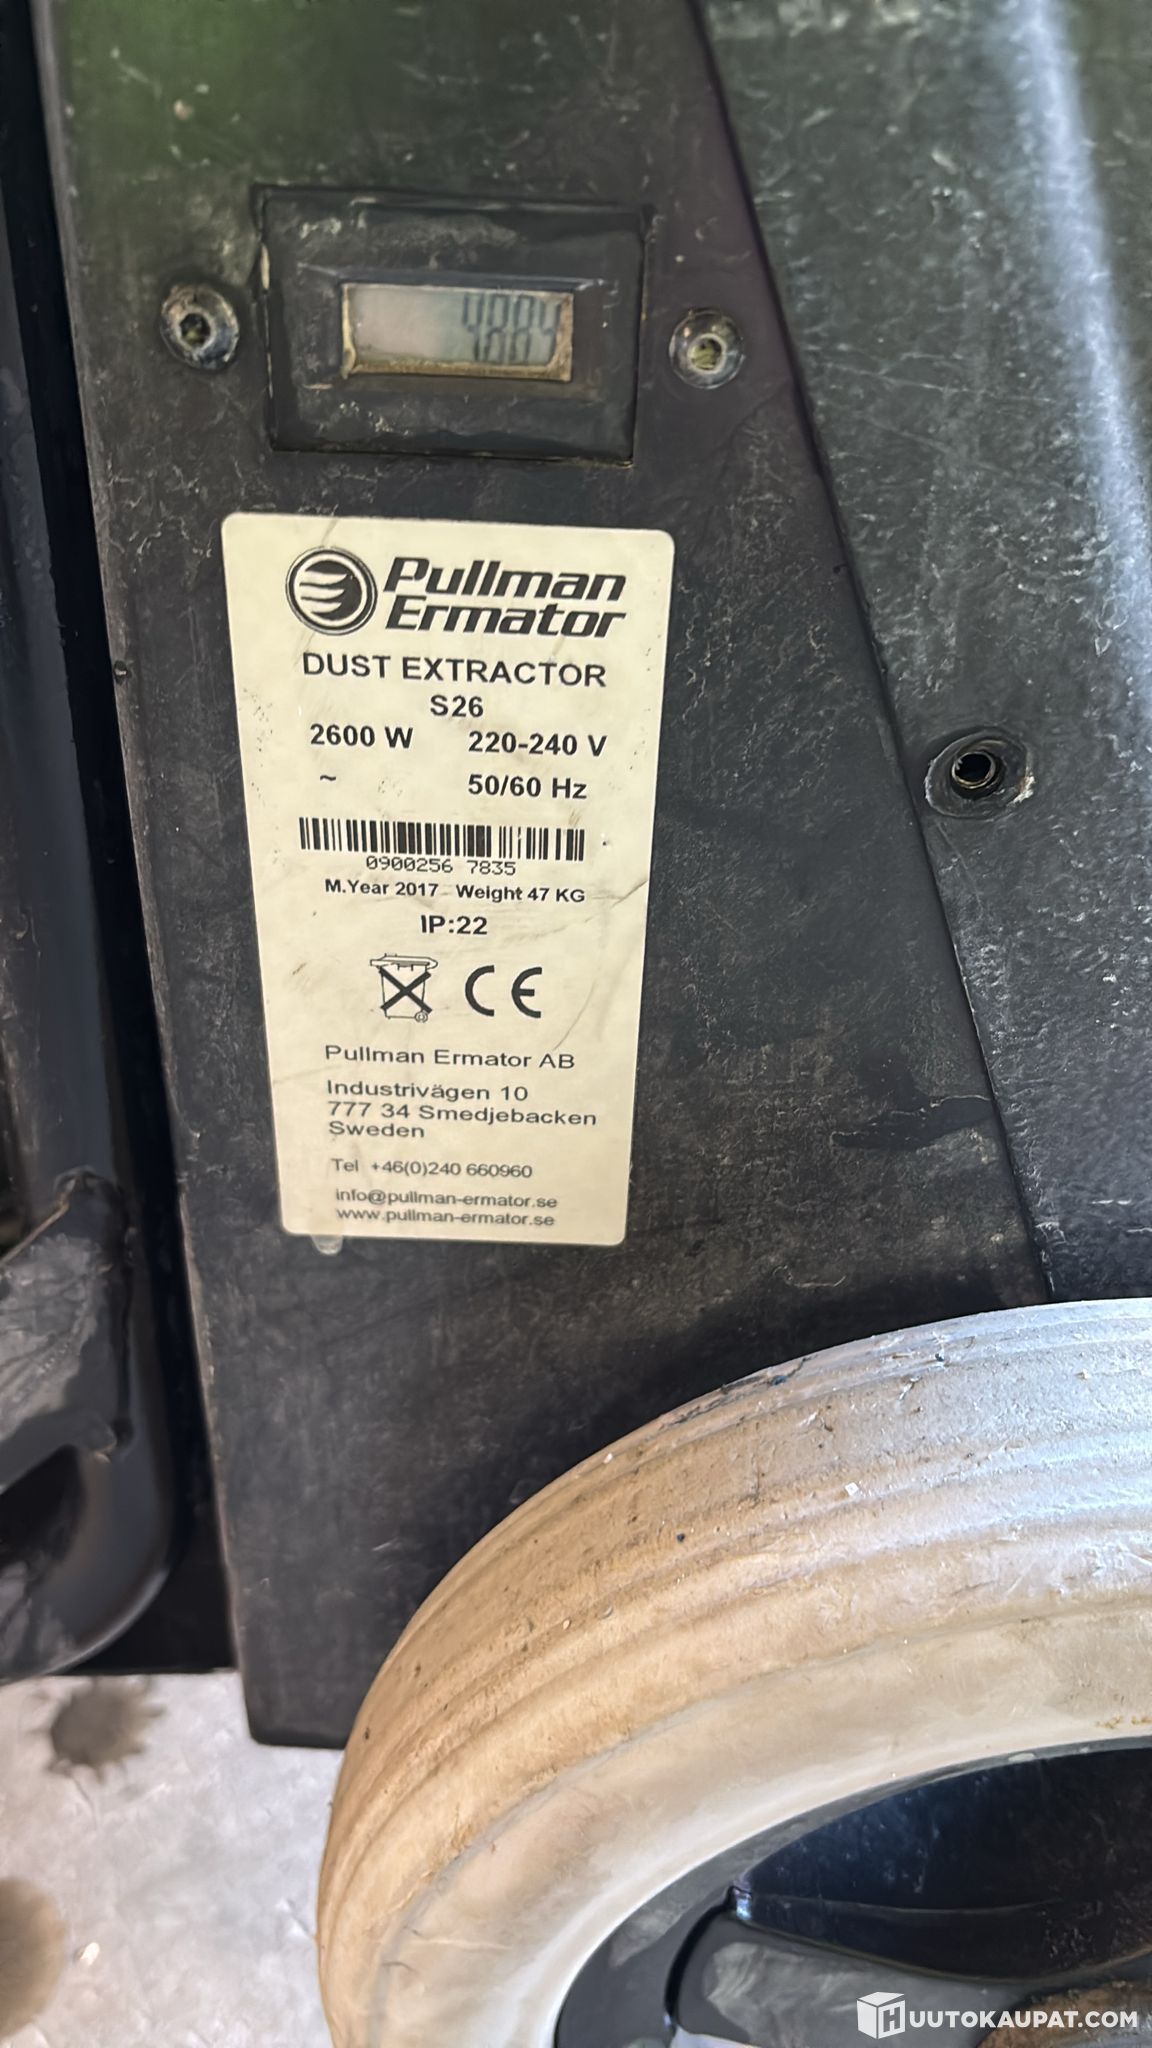 Pullman
Ermator
DUST EXTRACTOR
S26
2600 W 220-240 V
~ 50/60 Hz
0900256 7835
M.Year 2017 Weight 47 KG
IP:22
CE
Pullman Ermator AB
Industrivägen 10
777 34 Smedjebacken
Sweden
Tel +46(0)240 660960
info@pullman-ermator.se
www.pullman-ermator.se
HUUTOKAUPAT.COM